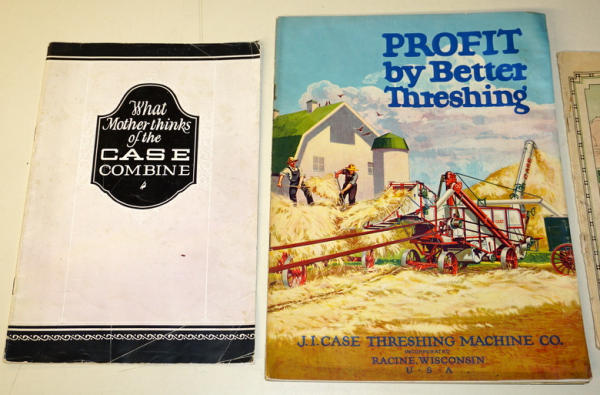 What
Mother thinks
of the
CASE
COMBINE
PROFIT
by Better
Threshing
J.I. CASE THRESHING MACHINE CO.
INCORPORATED
RACINE, WISCONSIN
U·S·A